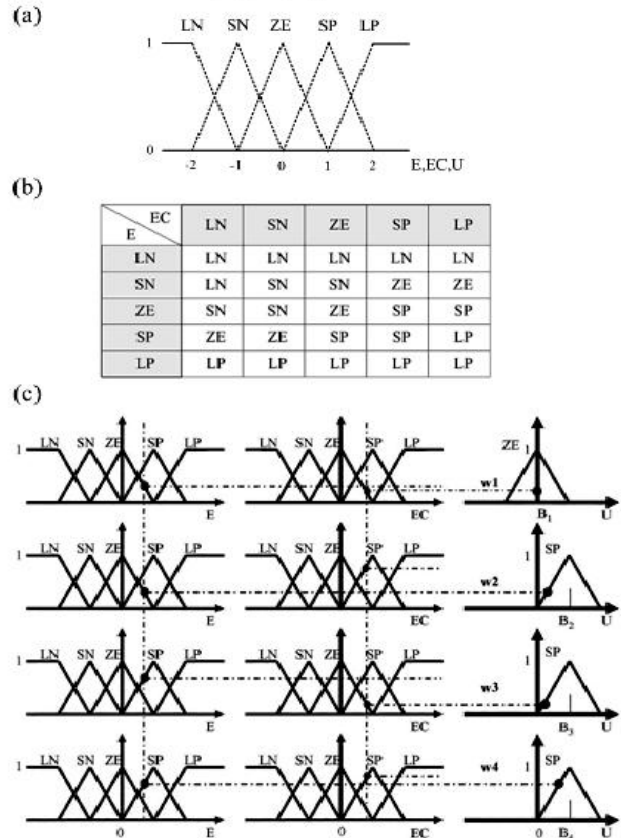 (a)
LN SN ZE SP LP
1
0
-2 -1 0 1 2 E,EC,U
(b)
EC
E
LN SN ZE SP LP
LN LN LN LN LN LN
SN LN SN SN ZE ZE
ZE SN SN ZE SP SP
SP ZE ZE SP SP LP
LP LP LP LP LP LP
(c)
LN SN ZE SP LP LN SN ZE SP LP ZE
1 1 1
w1
E EC B1 U
LN SN ZE SP LP LN SN ZE SP LP SP
1 1 1
w2
E EC B2 U
LN SN ZE SP LP LN SN ZE SP LP SP
1 1
w3
E EC B3 U
LN SN ZE SP LP LN SN ZE SP LP SP
1 1
w4
0 E 0 EC 0 B4 U